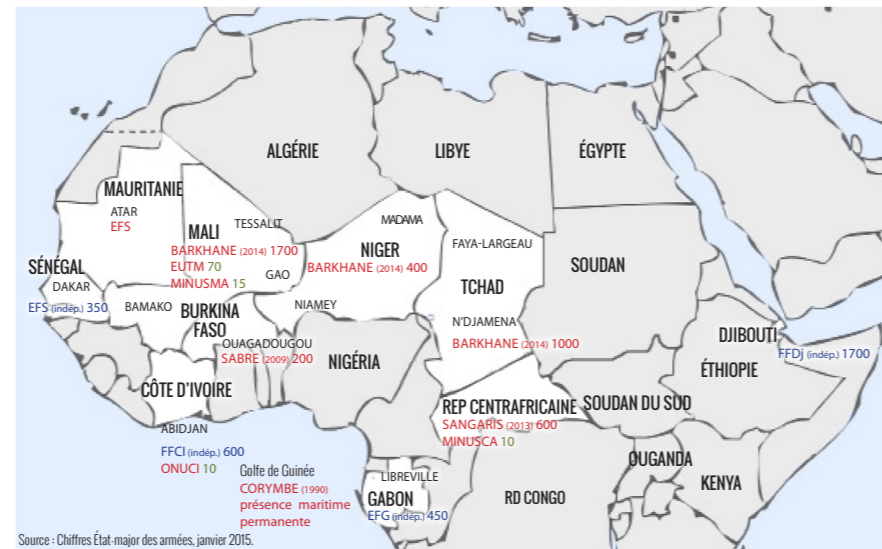 ALGÉRIE
LIBYE
ÉGYPTE
MAURITANIE
ATAR
EFS
MALI
TESSALIT
BARKHANE (2014) 1700
EUTM 70
GAO
MINUSMA 15
MADAMA
NIGER
BARKHANE (2014) 400
NIAMEY
FAYA-LARGEAU
TCHAD
N'DJAMENA
BARKHANE (2014) 1000
SOUDAN
SÉNÉGAL
DAKAR
EFS (indép.) 350
BAMAKO
BURKINA
FASO
OUAGADOUGOU
SABRE (2009) 200
NIGÉRIA
DJIBOUTI
FFDj (indép.) 1700
ÉTHIOPIE
CÔTE D'IVOIRE
ABIDJAN
FFCI (indép.) 600
ONUCI 10
REP CENTRAFRICAINE
SANGARIS (2013) 600
MINUSCA 10
SOUDAN DU SUD
OUGANDA
KENYA
Golfe de Guinée
CORYMBE (1990)
présence maritime
permanente
LIBREVILLE
GABON
EFG (indép.) 450
RD CONGO
Source : Chiffres État-major des armées, janvier 2015.